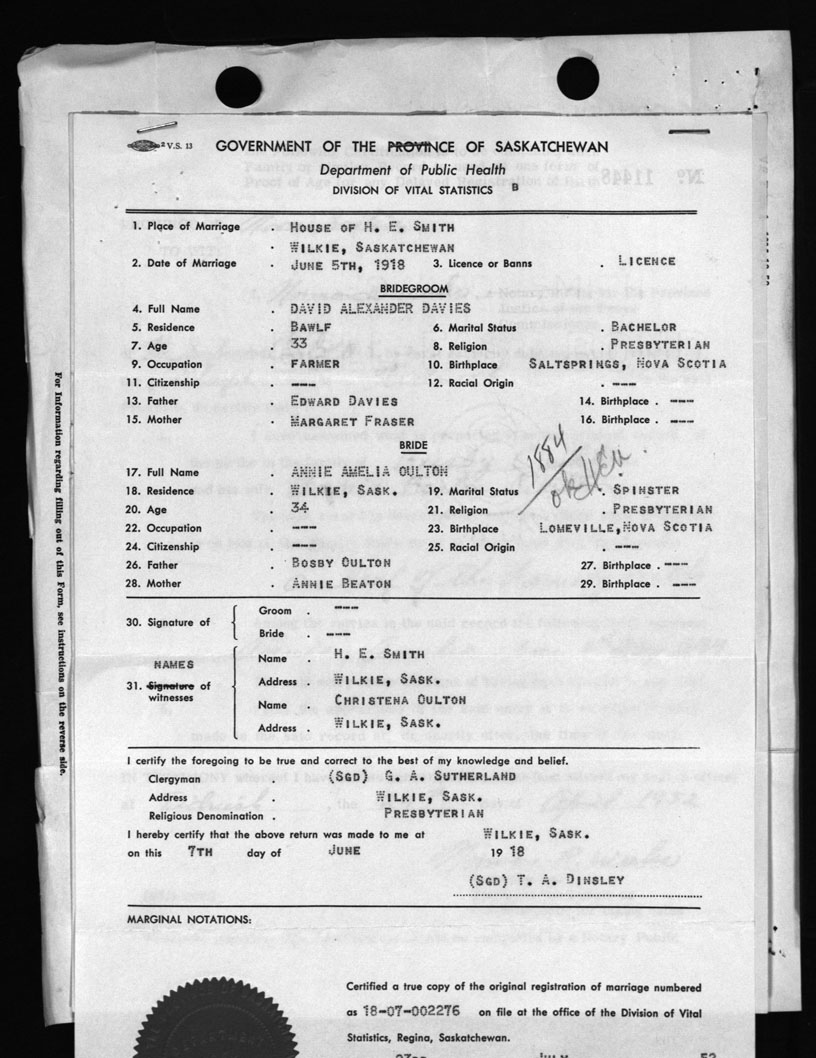 V.S. 13 GOVERNMENT OF THE PROVINCE OF SASKATCHEWAN
Department of Public Health
DIVISION OF VITAL STATISTICS B
Nº 11448
1. Place of Marriage . HOUSE OF H. E. SMITH
. WILKIE, SASKATCHEWAN
2. Date of Marriage . JUNE 5TH, 1918 3. Licence or Banns . LICENCE
BRIDEGROOM
4. Full Name . DAVID ALEXANDER DAVIES
5. Residence . BAWLF 6. Marital Status . BACHELOR
7. Age . 33 8. Religion . PRESBYTERIAN
9. Occupation . FARMER 10. Birthplace SALTSPRINGS, NOVA SCOTIA
11. Citizenship . --- 12. Racial Origin . ---
13. Father . EDWARD DAVIES 14. Birthplace . ---
15. Mother . MARGARET FRASER 16. Birthplace . ---
BRIDE
1884
17. Full Name . ANNIE AMELIA OULTON
18. Residence . WILKIE, SASK. 19. Marital Status . SPINSTER
20. Age . 34 21. Religion . PRESBYTERIAN
22. Occupation . --- 23. Birthplace LOMEVILLE, NOVA SCOTIA
24. Citizenship . --- 25. Racial Origin . ---
26. Father . BOSBY OULTON 27. Birthplace . ---
28. Mother . ANNIE BEATON 29. Birthplace . ---
30. Signature of Groom . ---
Bride . ---
NAMES
31. Signature of witnesses
Name . H. E. SMITH
Address . WILKIE, SASK.
Name . CHRISTENA OULTON
Address . WILKIE, SASK.
I certify the foregoing to be true and correct to the best of my knowledge and belief.
Clergyman . (SGD) G. A. SUTHERLAND
Address . WILKIE, SASK.
Religious Denomination . PRESBYTERIAN
I hereby certify that the above return was made to me at WILKIE, SASK.
on this 7TH day of JUNE 19 18
(SGD) T. A. DINSLEY
MARGINAL NOTATIONS:
Certified a true copy of the original registration of marriage numbered
as 18-07-002276 on file at the office of the Division of Vital
Statistics, Regina, Saskatchewan.
For Information regarding filling out of this Form, see instructions on the reverse side.